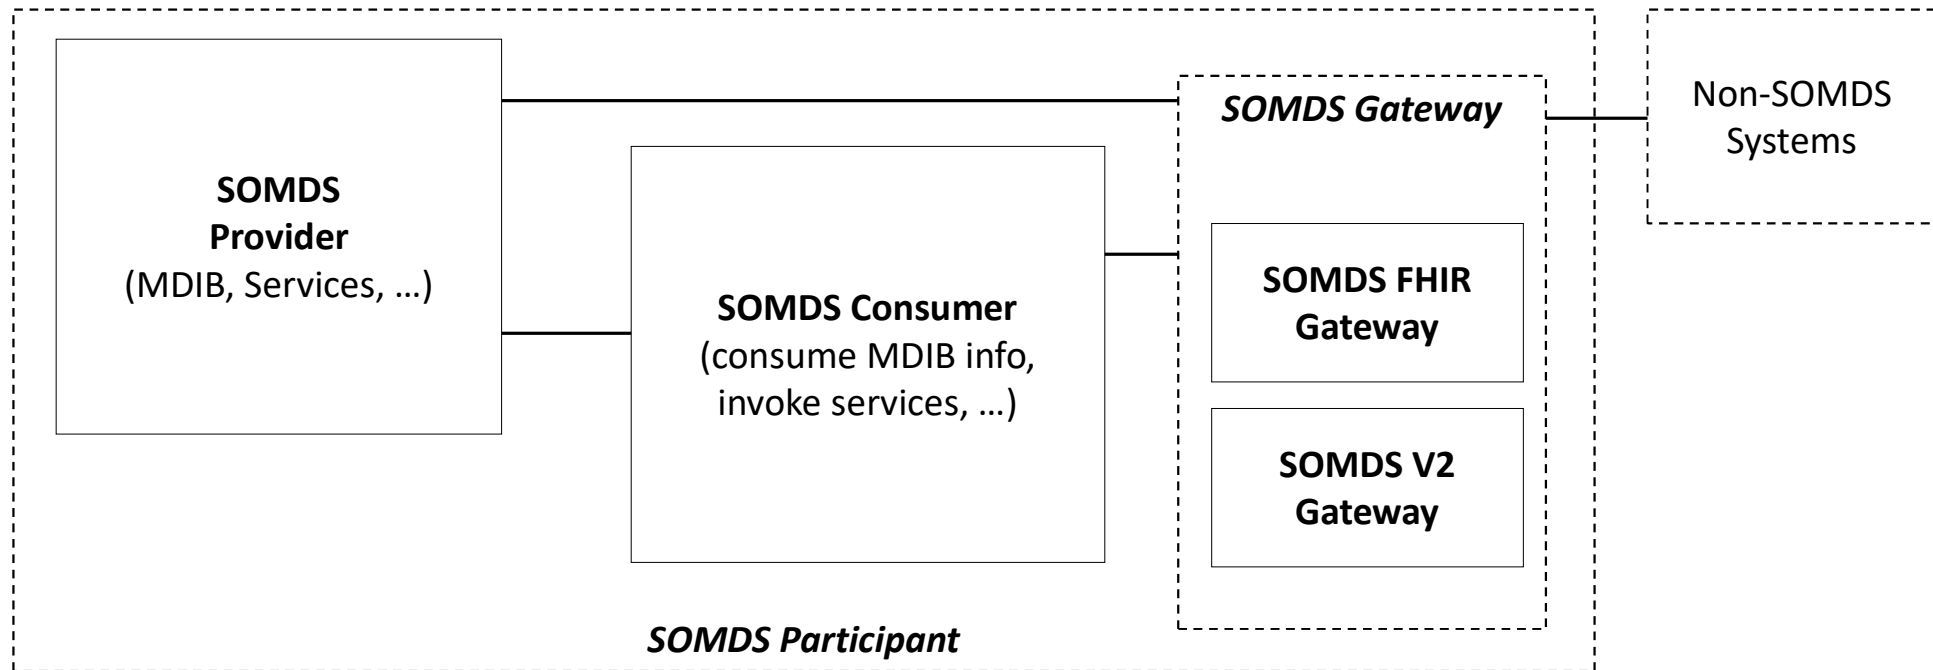 SOMDS
Provider
(MDIB, Services, …)
SOMDS Consumer
(consume MDIB info,
invoke services, …)
SOMDS Gateway
SOMDS FHIR
Gateway
SOMDS V2
Gateway
Non-SOMDS
Systems
SOMDS Participant